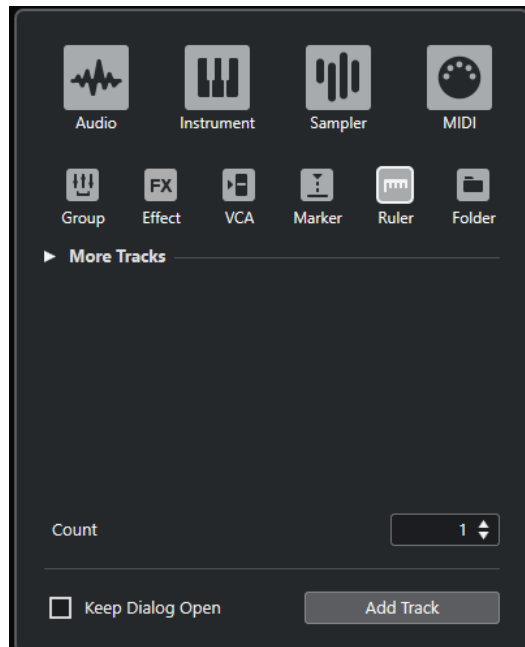 Audio Instrument Sampler MIDI
FX
Group Effect VCA Marker Ruler Folder
More Tracks
Count 1
Keep Dialog Open Add Track